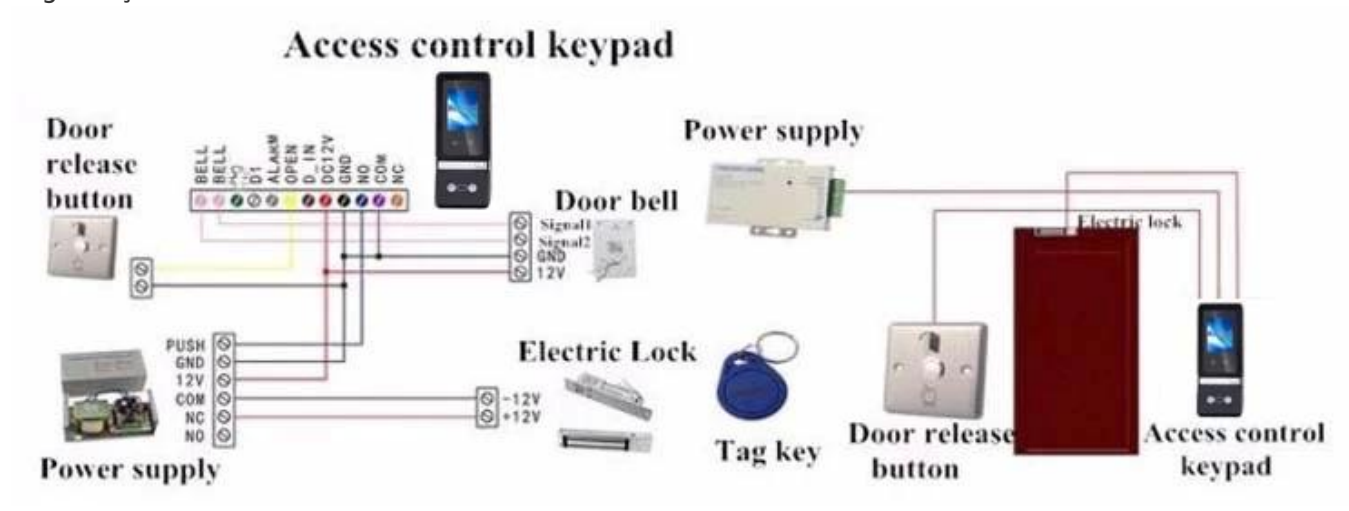 Access control keypad
Door
release
button
BELL
BELL
D1
ALARM
OPEN
D_IN
DC12V
GND
NO
COM
NC
Door bell
Signal1
Signal2
GND
12V
PUSH
GND
12V
COM
NC
NO
Power supply
Electric Lock
-12V
+12V
Power supply
Tag key
Electric lock
Door release
button
Access control
keypad